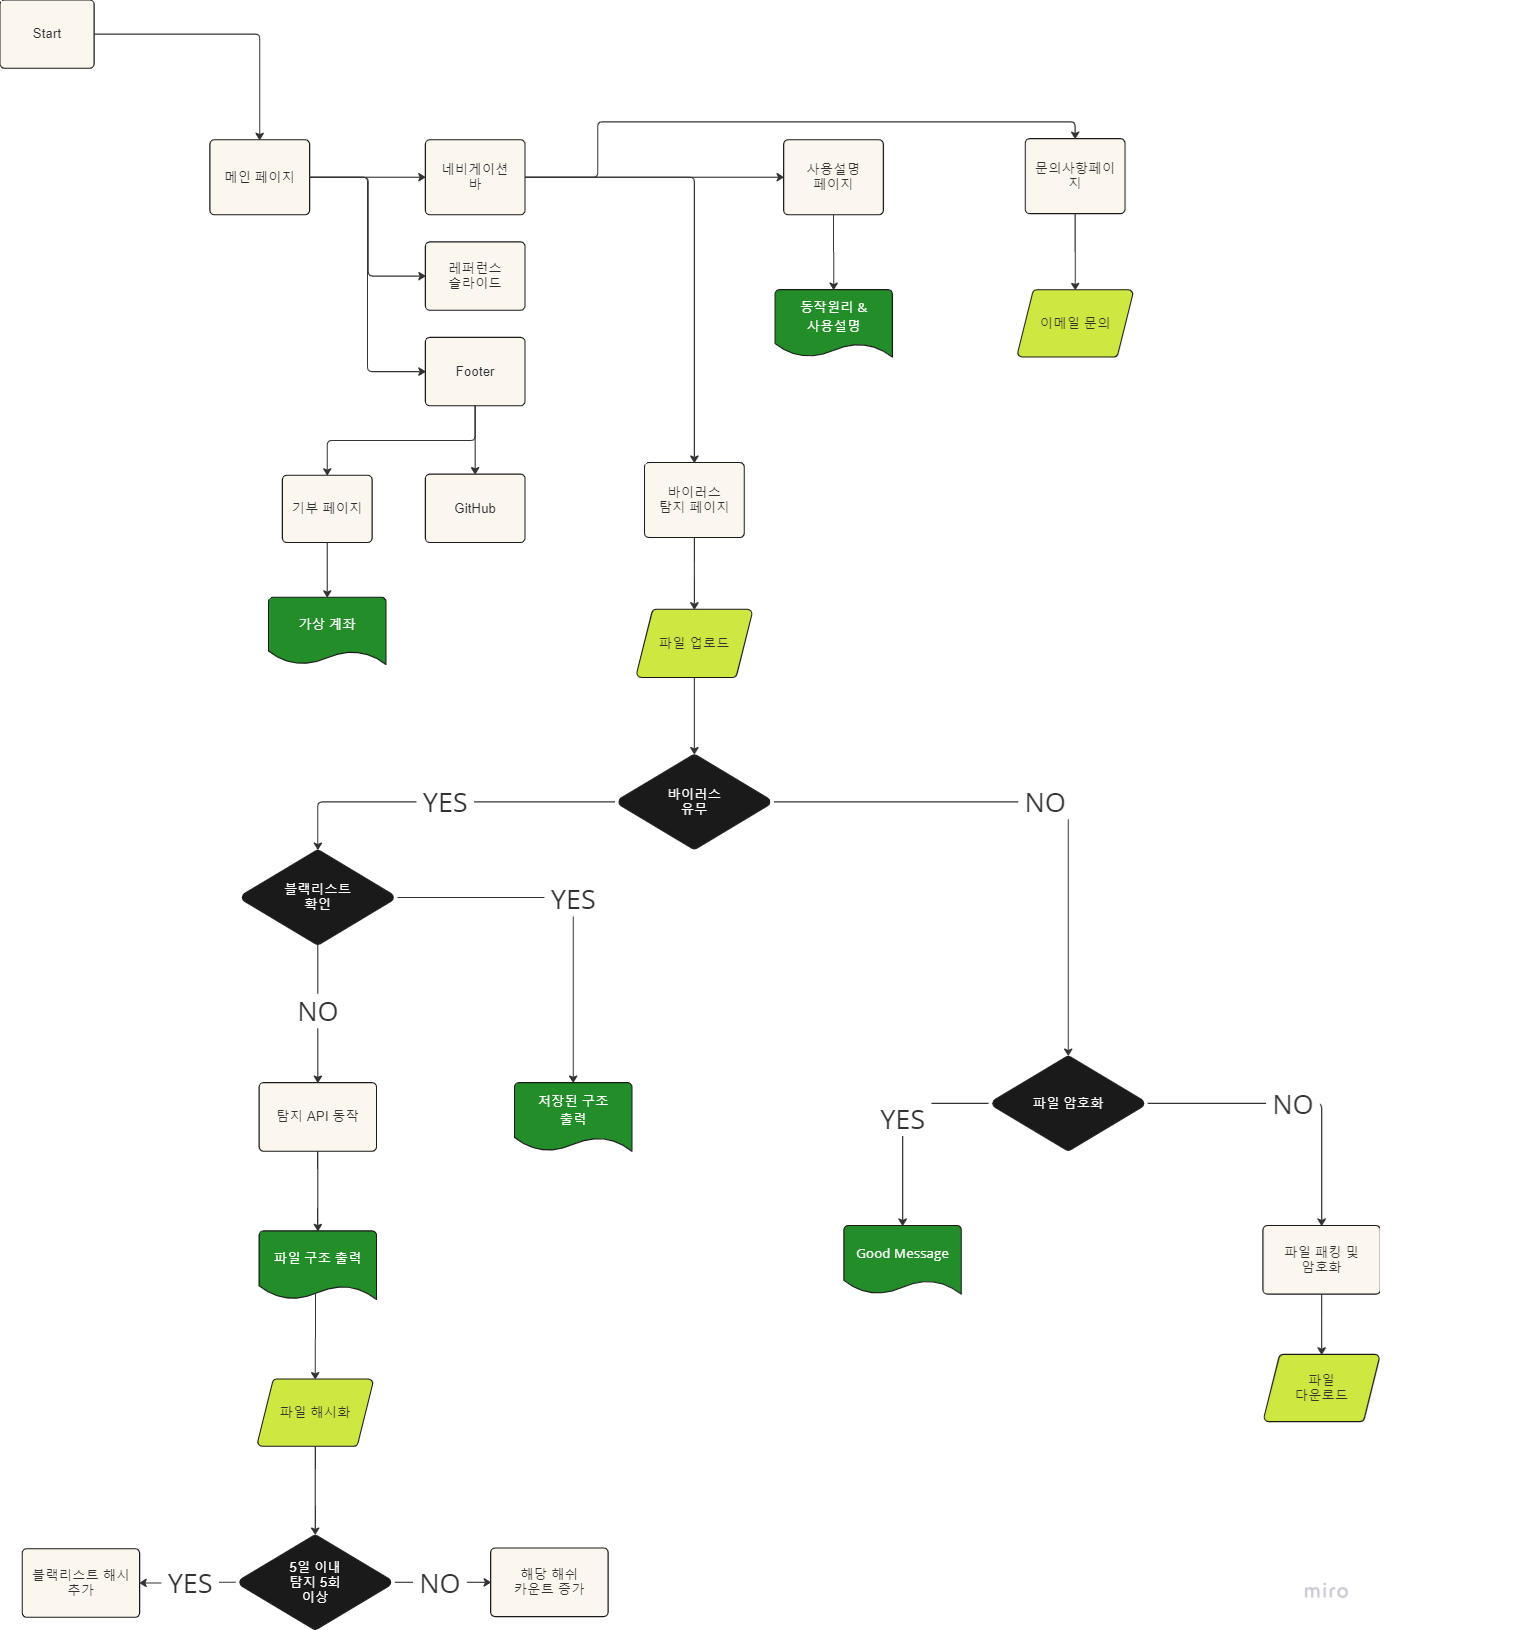 Start
메인 페이지
네비게이션
바
사용설명
페이지
문의사항페이
지
레퍼런스
슬라이드
동작원리 &
사용설명
이메일 문의
Footer
기부 페이지
GitHub
바이러스
탐지 페이지
가상 계좌
파일 업로드
바이러스
유무
YES
NO
블랙리스트
확인
YES
NO
탐지 API 동작
저장된 구조
출력
파일 암호화
YES
NO
파일 구조 출력
Good Message
파일 패킹 및
암호화
파일 해시화
파일
다운로드
5일 이내
탐지 5회
이상
YES
NO
블랙리스트 해시
추가
해당 해쉬
카운트 증가
miro